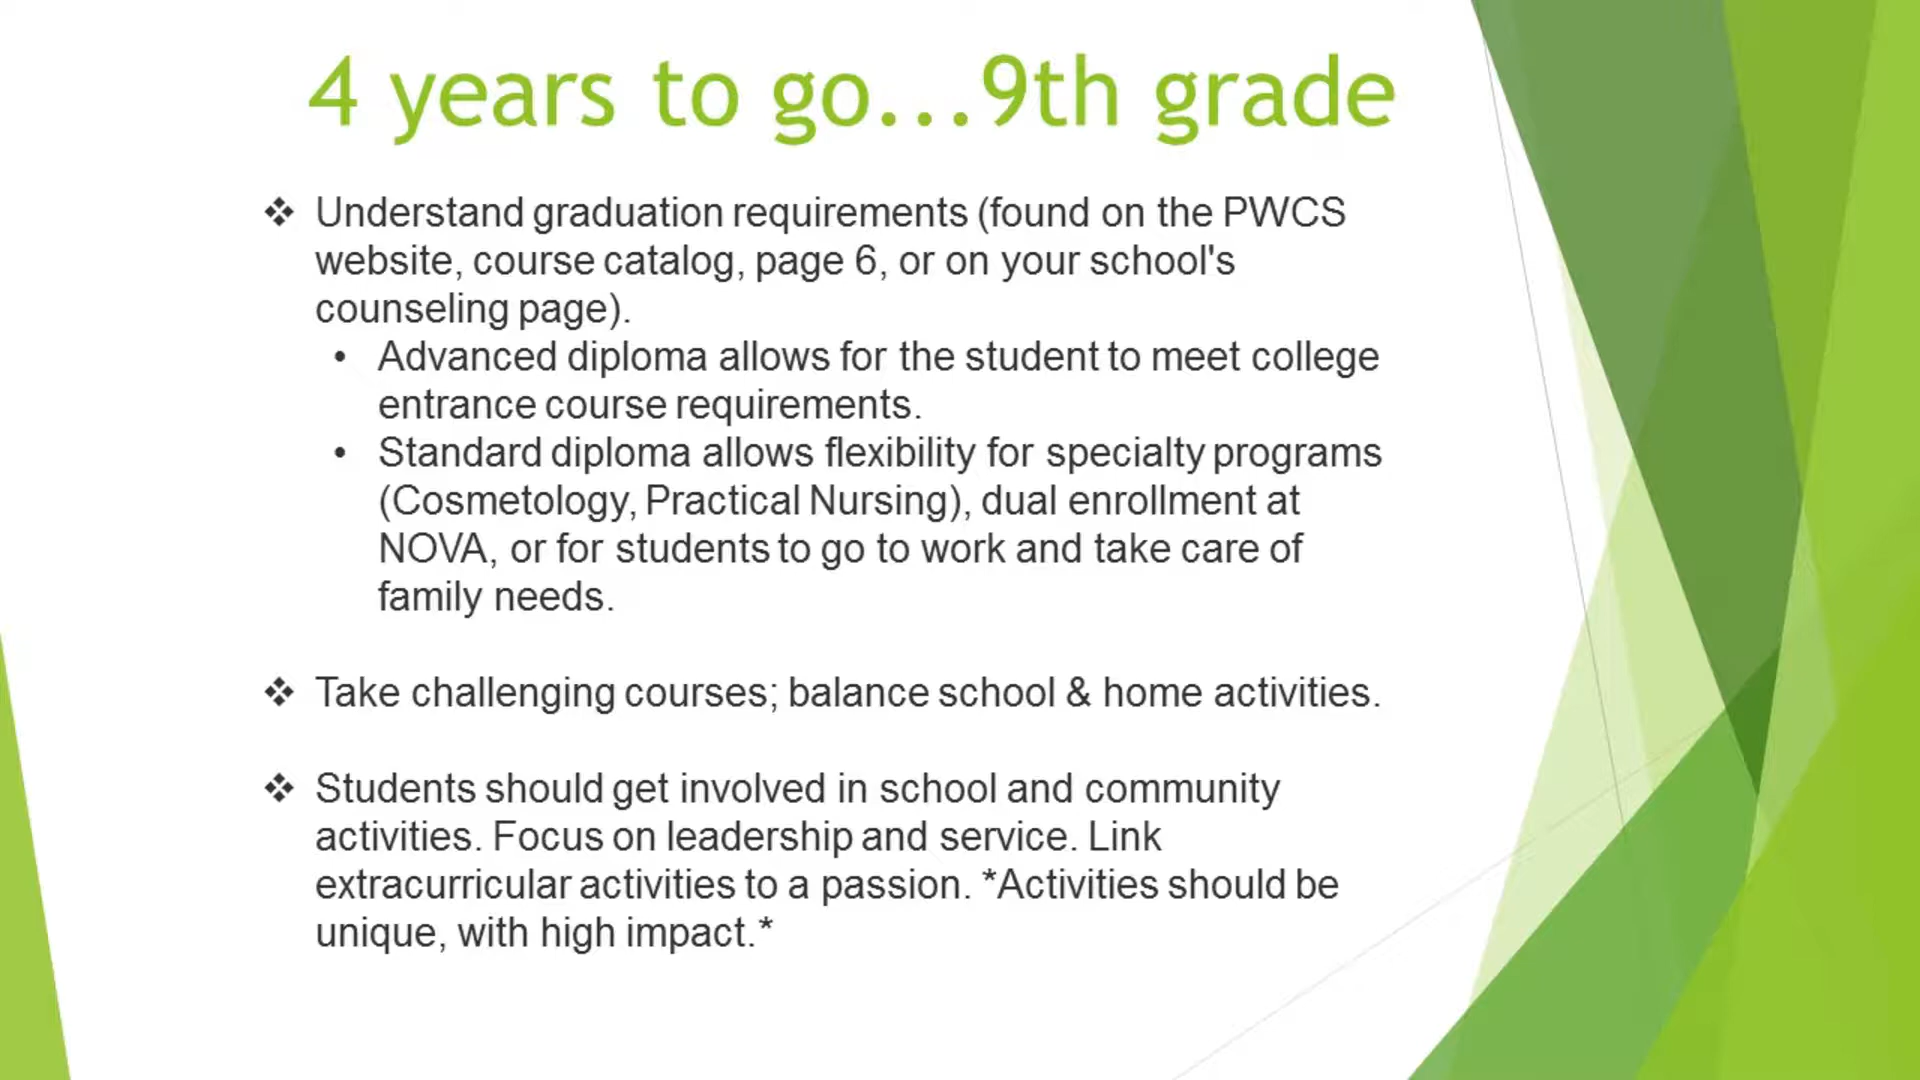 4 years to go...9th grade
❖ Understand graduation requirements (found on the PWCS
website, course catalog, page 6, or on your school's
counseling page).
• Advanced diploma allows for the student to meet college
entrance course requirements.
• Standard diploma allows flexibility for specialty programs
(Cosmetology, Practical Nursing), dual enrollment at
NOVA, or for students to go to work and take care of
family needs.
❖ Take challenging courses; balance school & home activities.
❖ Students should get involved in school and community
activities. Focus on leadership and service. Link
extracurricular activities to a passion. *Activities should be
unique, with high impact.*